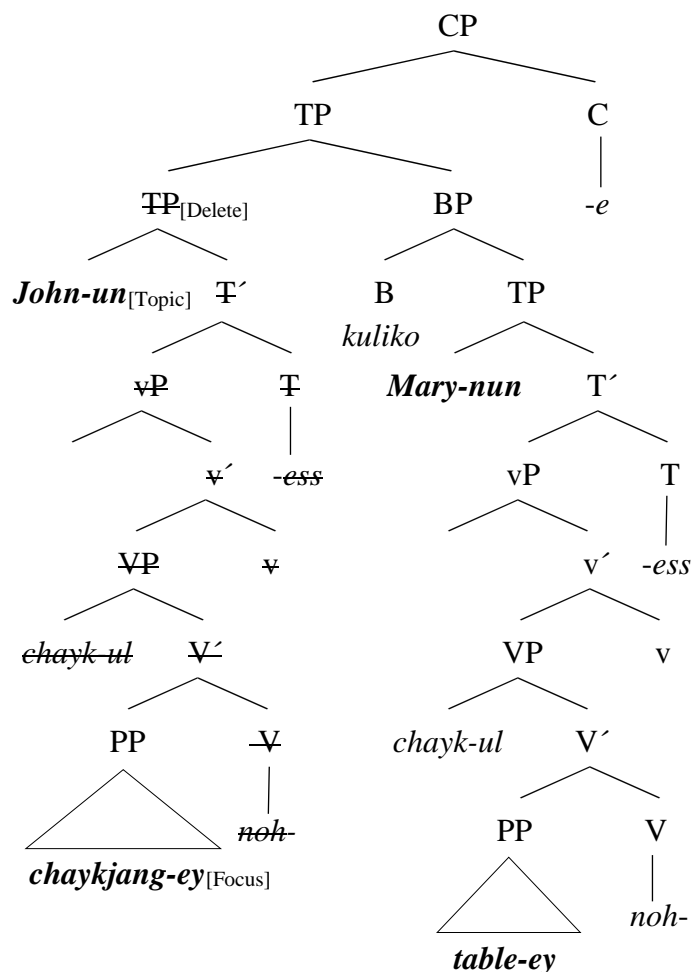 CP
TP C
TP[Delete] BP -e
John-un[Topic] T´ B TP
kuliko
vP T Mary-nun T´
v´ -ess vP T
VP v v´ -ess
chayk-ul V´ VP v
PP V chayk-ul V´
noh- PP V
chaykjang-ey[Focus]
noh-
table-ey